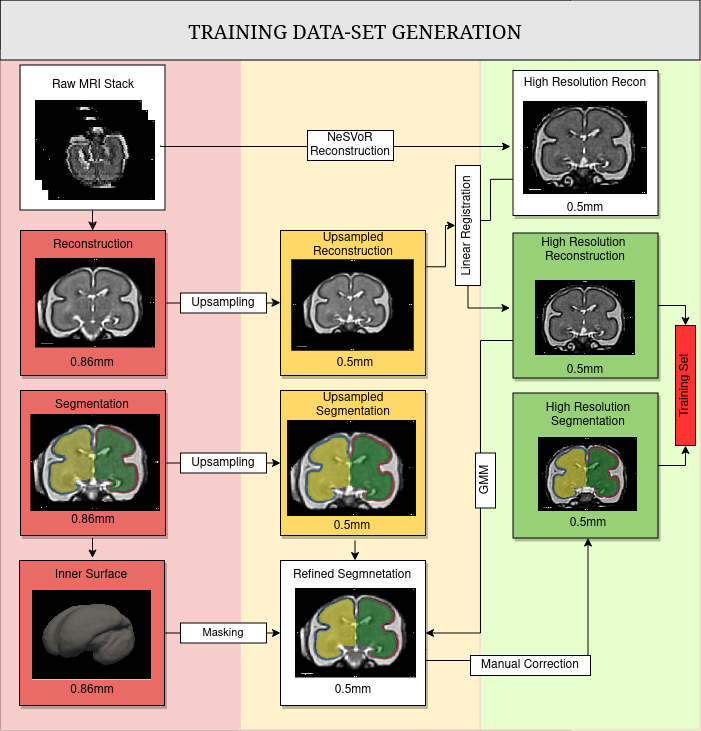 TRAINING DATA-SET GENERATION
Raw MRI Stack
NeSVoR
Reconstruction
High Resolution Recon
0.5mm
Reconstruction
0.86mm
Upsampling
Upsampled
Reconstruction
0.5mm
Linear Registration
High Resolution
Reconstruction
0.5mm
Training Set
Segmentation
0.86mm
Upsampling
Upsampled
Segmentation
0.5mm
GMM
High Resolution
Segmentation
0.5mm
Inner Surface
0.86mm
Masking
Refined Segmnetation
0.5mm
Manual Correction